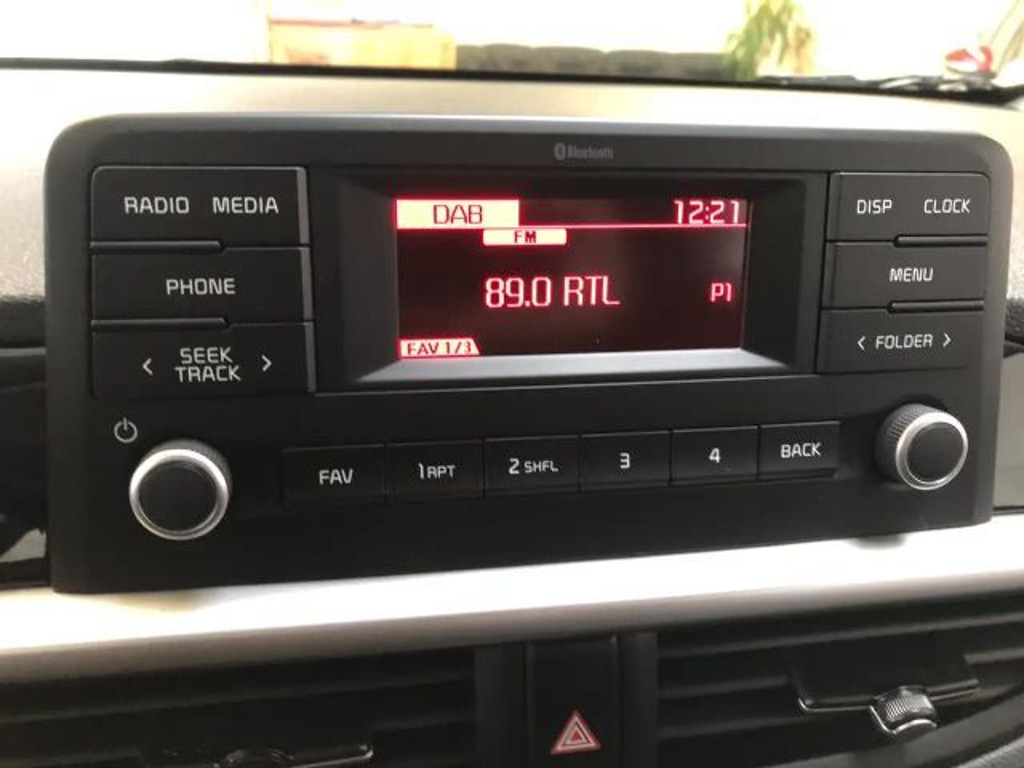 Bluetooth
RADIO MEDIA
PHONE
< SEEK TRACK >
DAB 12:21
FM
89.0 RTL P1
FAV 1/3
DISP CLOCK
MENU
< FOLDER >
FAV 1 RPT 2 SHFL 3 4 BACK